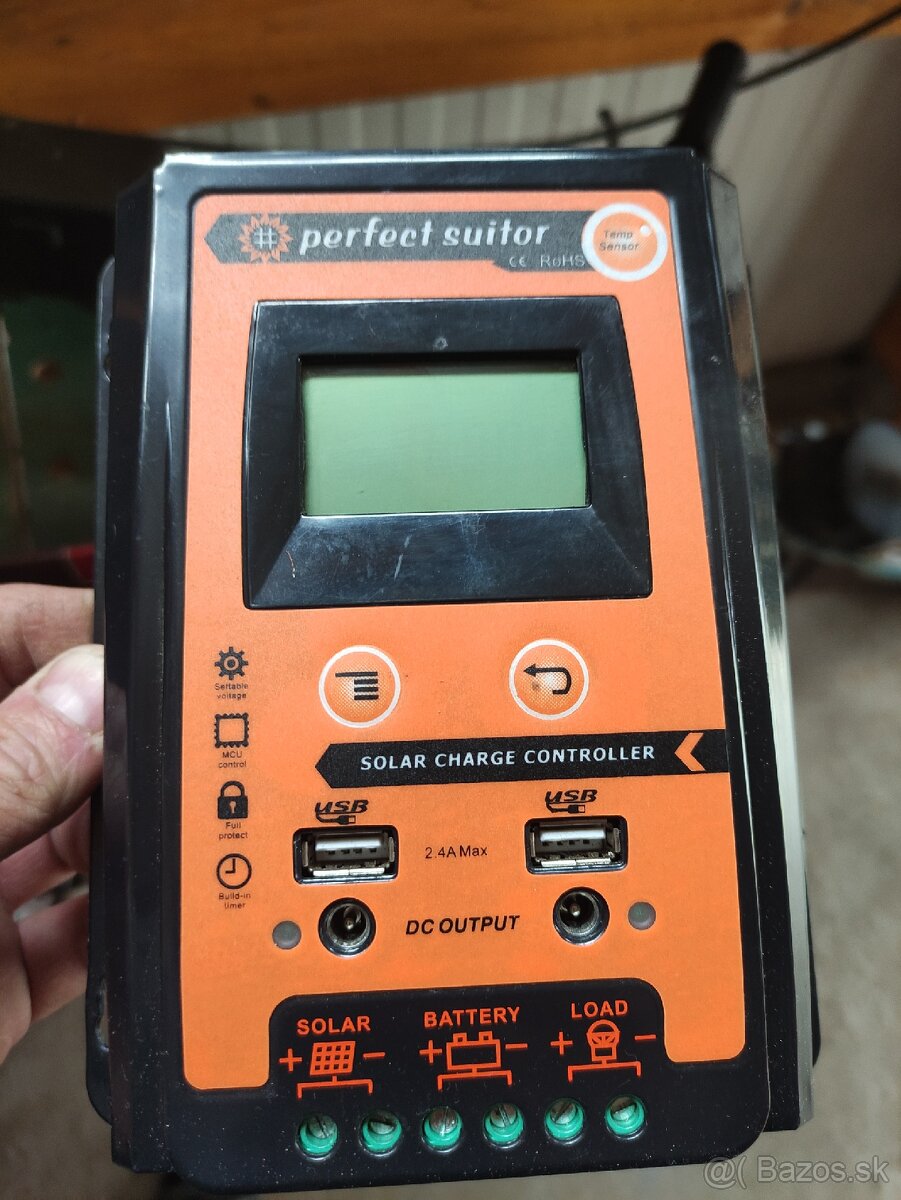 perfect suitor
CE RoHS
Temp
Sensor
Settable
voltage
MCU
control
Full
protect
Build-in
timer
SOLAR CHARGE CONTROLLER
USB
USB
2.4A Max
DC OUTPUT
SOLAR
BATTERY
LOAD
+ -
+ -
+ -
@( Bazos.sk